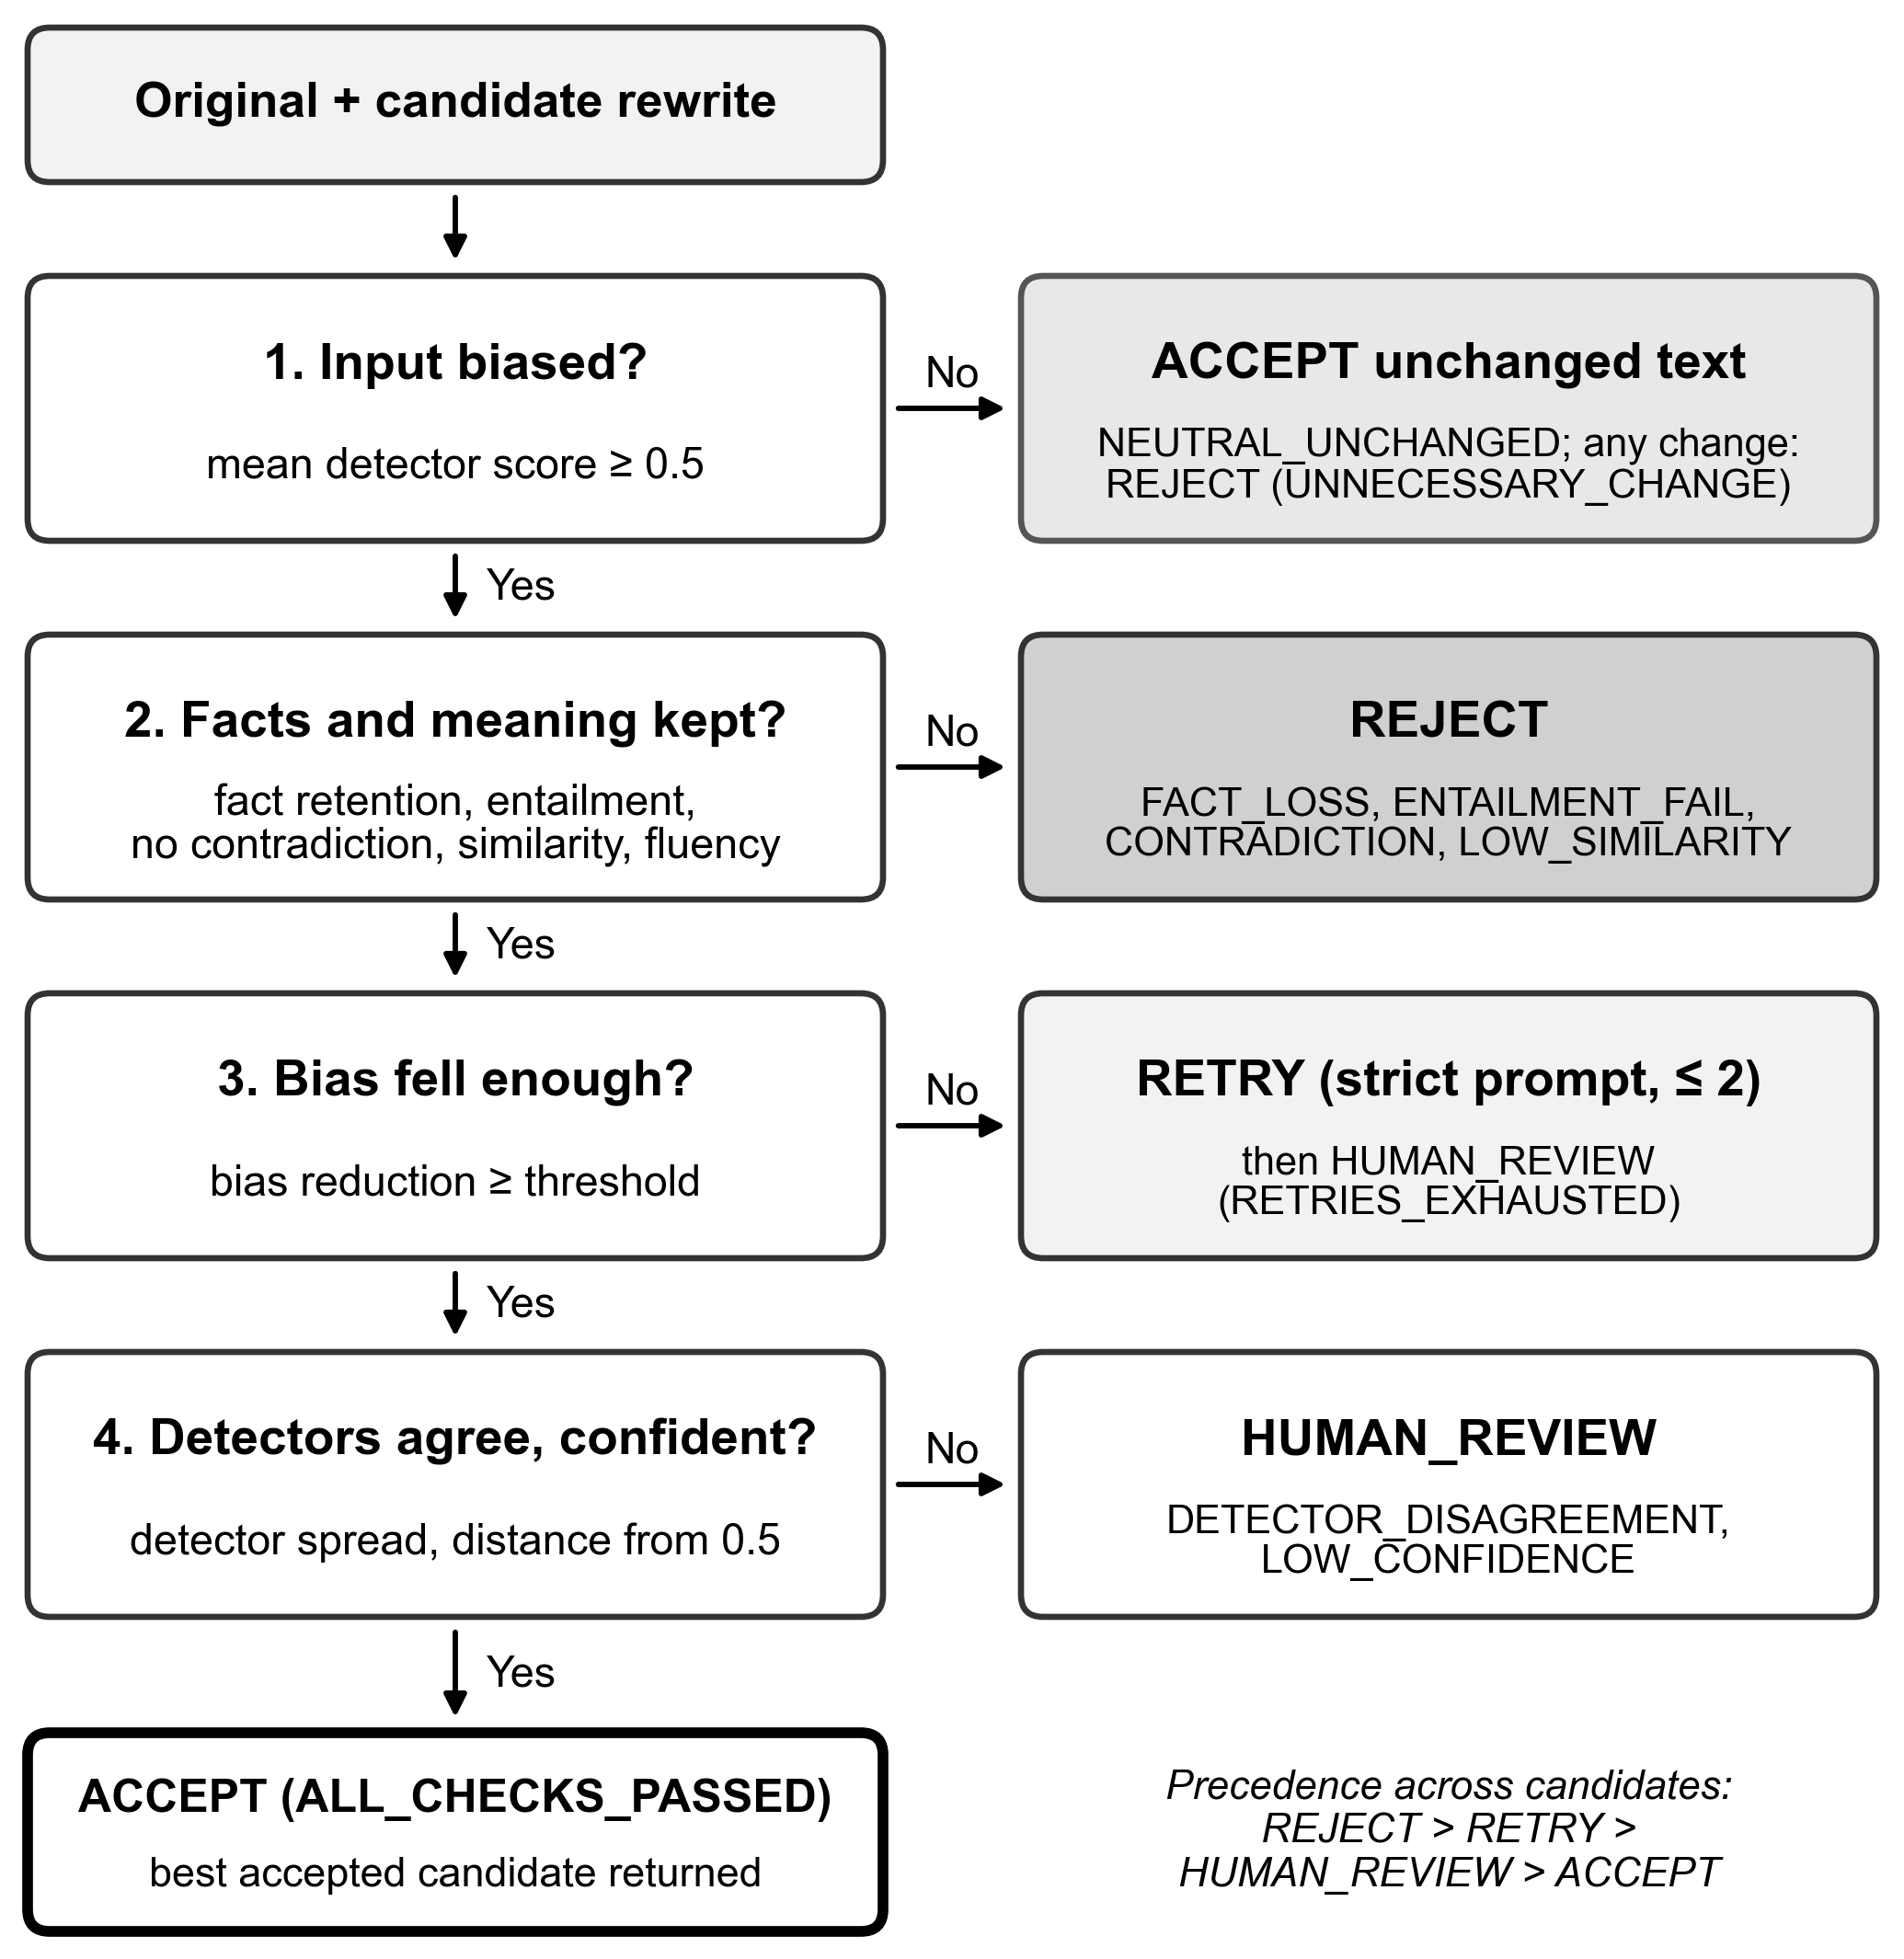 Original + candidate rewrite
1. Input biased?
mean detector score ≥ 0.5
No
ACCEPT unchanged text
NEUTRAL_UNCHANGED; any change:
REJECT (UNNECESSARY_CHANGE)
Yes
2. Facts and meaning kept?
fact retention, entailment,
no contradiction, similarity, fluency
No
REJECT
FACT_LOSS, ENTAILMENT_FAIL,
CONTRADICTION, LOW_SIMILARITY
Yes
3. Bias fell enough?
bias reduction ≥ threshold
No
RETRY (strict prompt, ≤ 2)
then HUMAN_REVIEW
(RETRIES_EXHAUSTED)
Yes
4. Detectors agree, confident?
detector spread, distance from 0.5
No
HUMAN_REVIEW
DETECTOR_DISAGREEMENT,
LOW_CONFIDENCE
Yes
ACCEPT (ALL_CHECKS_PASSED)
best accepted candidate returned
Precedence across candidates:
REJECT > RETRY >
HUMAN_REVIEW > ACCEPT